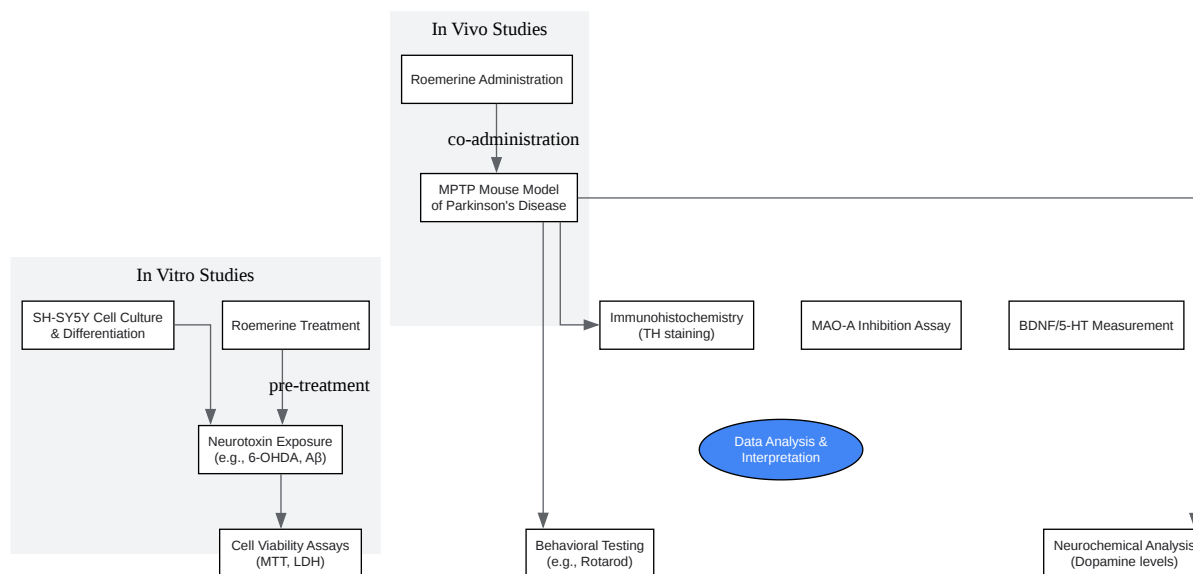 In Vivo Studies
Roemerine Administration
co-administration
MPTP Mouse Model
of Parkinson's Disease
In Vitro Studies
SH-SY5Y Cell Culture
& Differentiation
Roemerine Treatment
pre-treatment
Neurotoxin Exposure
(e.g., 6-OHDA, Aβ)
Cell Viability Assays
(MTT, LDH)
Immunohistochemistry
(TH staining)
MAO-A Inhibition Assay
BDNF/5-HT Measurement
Data Analysis &
Interpretation
Behavioral Testing
(e.g., Rotarod)
Neurochemical Analysis
(Dopamine levels)